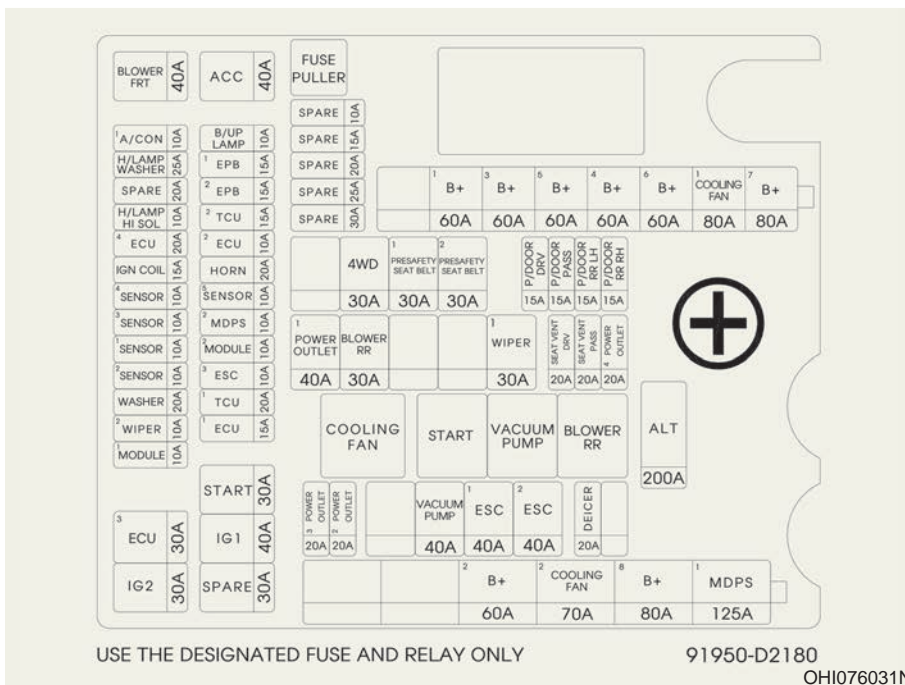 BLOWER FRT 40A
ACC 40A
FUSE PULLER
SPARE 10A
SPARE 15A
SPARE 20A
SPARE 25A
SPARE 30A
1 A/CON 10A
H/LAMP WASHER 25A
SPARE 20A
H/LAMP HI SOL 10A
4 ECU 20A
IGN COIL 15A
4 SENSOR 10A
3 SENSOR 10A
1 SENSOR 10A
2 SENSOR 10A
WASHER 20A
2 WIPER 10A
1 MODULE 10A
B/UP LAMP 10A
1 EPB 15A
2 EPB 15A
2 TCU 15A
2 ECU 10A
HORN 20A
5 SENSOR 10A
2 MDPS 10A
2 MODULE 10A
3 ESC 10A
1 TCU 20A
1 ECU 15A
1 B+ 60A
3 B+ 60A
5 B+ 60A
4 B+ 60A
6 B+ 60A
1 COOLING FAN 80A
7 B+ 80A
4WD 30A
1 PRESAFETY SEAT BELT 30A
2 PRESAFETY SEAT BELT 30A
P/DOOR DRV 15A
P/DOOR PASS 15A
P/DOOR RR LH 15A
P/DOOR RR RH 15A
1 POWER OUTLET 40A
BLOWER RR 30A
1 WIPER 30A
SEAT VENT DRV 20A
SEAT VENT PASS 20A
4 POWER OUTLET 20A
COOLING FAN
START
VACUUM PUMP
BLOWER RR
ALT 200A
START 30A
3 ECU 30A
IG1 40A
IG2 30A
SPARE 30A
3 POWER OUTLET 20A
2 POWER OUTLET 20A
VACUUM PUMP 40A
1 ESC 40A
2 ESC 40A
DEICER 20A
2 B+ 60A
2 COOLING FAN 70A
8 B+ 80A
1 MDPS 125A
USE THE DESIGNATED FUSE AND RELAY ONLY
91950-D2180
OHI076031N